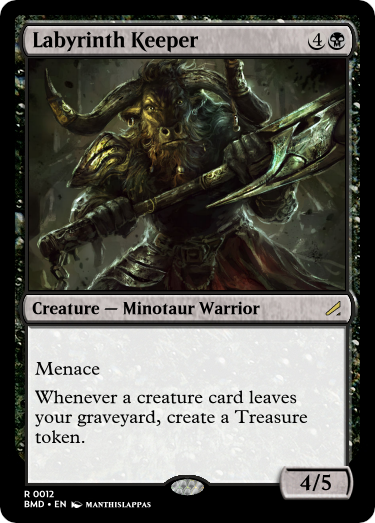 Labyrinth Keeper 4
Creature — Minotaur Warrior
Menace
Whenever a creature card leaves
your graveyard, create a Treasure
token.
4/5
R 0012
BMD • EN MANTHISLAPPAS